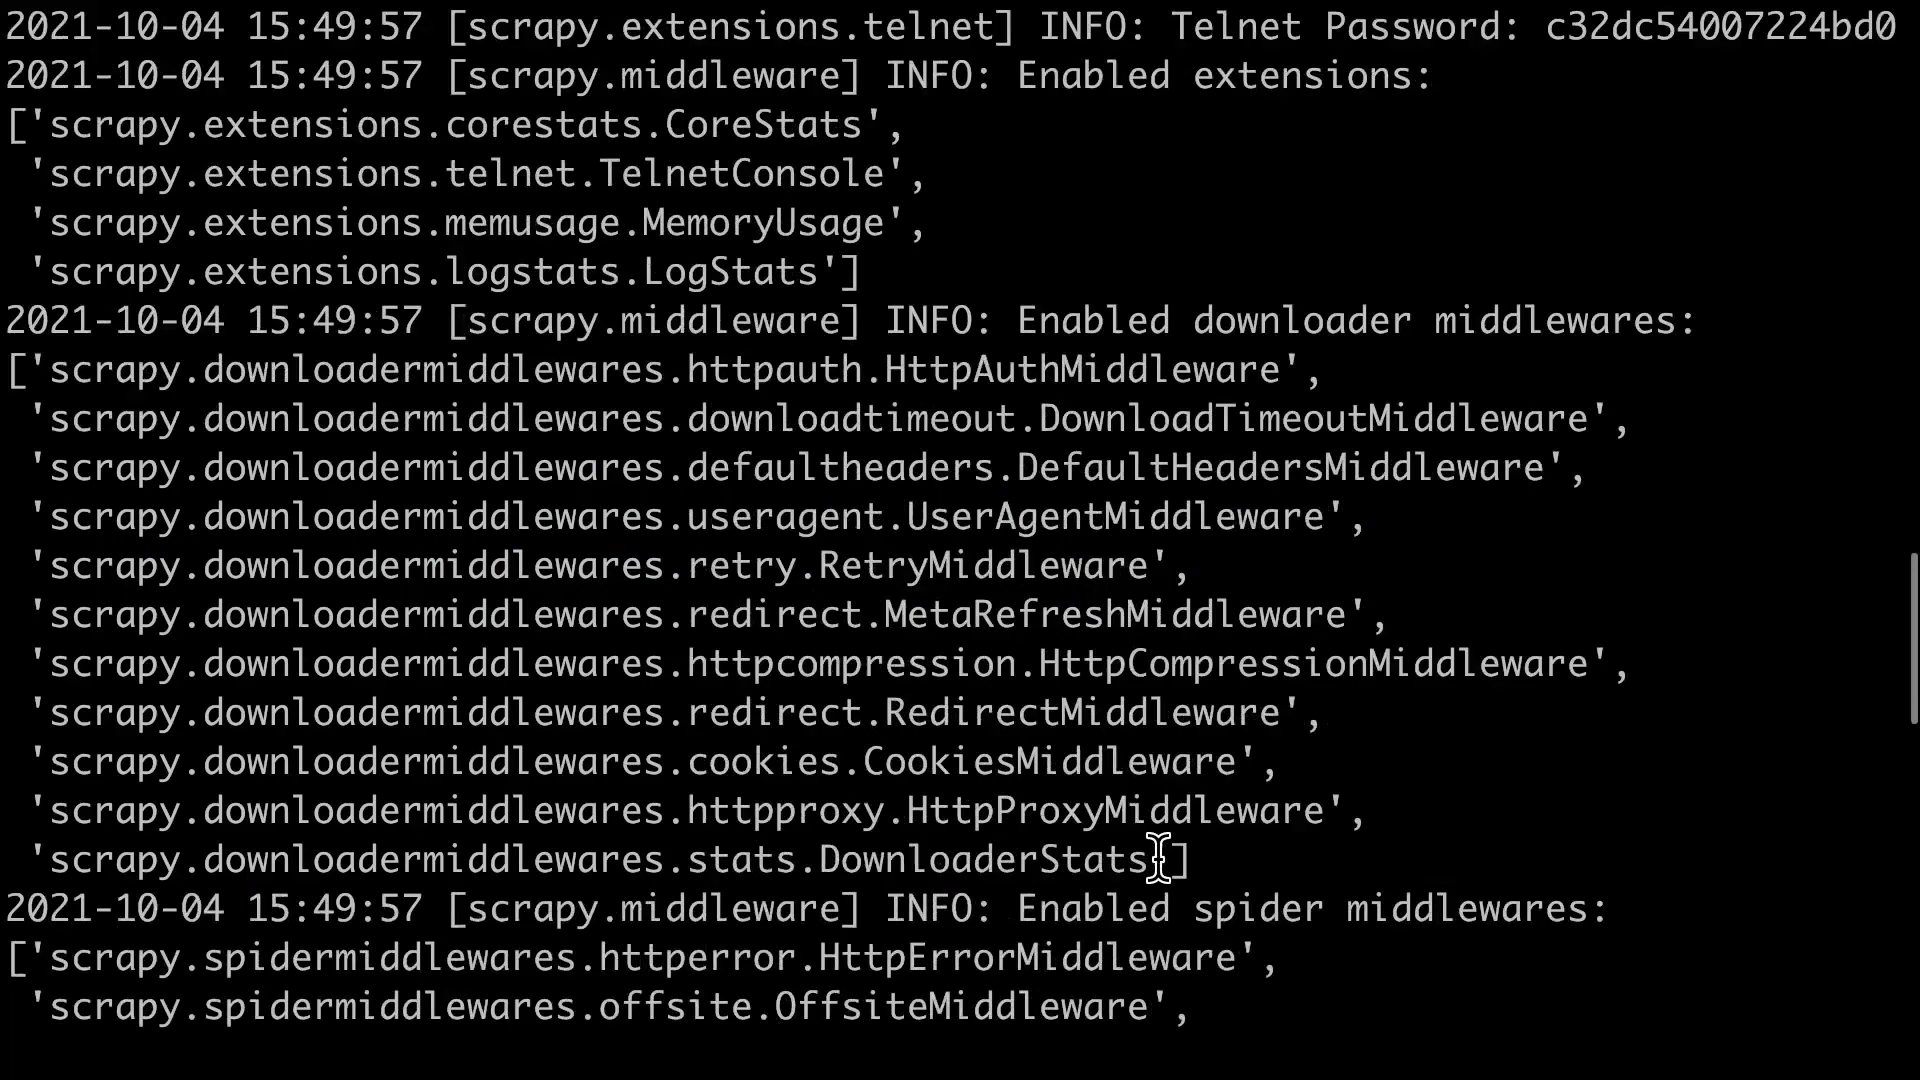 2021-10-04 15:49:57 [scrapy.extensions.telnet] INFO: Telnet Password: c32dc54007224bd0
2021-10-04 15:49:57 [scrapy.middleware] INFO: Enabled extensions:
['scrapy.extensions.corestats.CoreStats',
 'scrapy.extensions.telnet.TelnetConsole',
 'scrapy.extensions.memusage.MemoryUsage',
 'scrapy.extensions.logstats.LogStats']
2021-10-04 15:49:57 [scrapy.middleware] INFO: Enabled downloader middlewares:
['scrapy.downloadermiddlewares.httpauth.HttpAuthMiddleware',
 'scrapy.downloadermiddlewares.downloadtimeout.DownloadTimeoutMiddleware',
 'scrapy.downloadermiddlewares.defaultheaders.DefaultHeadersMiddleware',
 'scrapy.downloadermiddlewares.useragent.UserAgentMiddleware',
 'scrapy.downloadermiddlewares.retry.RetryMiddleware',
 'scrapy.downloadermiddlewares.redirect.MetaRefreshMiddleware',
 'scrapy.downloadermiddlewares.httpcompression.HttpCompressionMiddleware',
 'scrapy.downloadermiddlewares.redirect.RedirectMiddleware',
 'scrapy.downloadermiddlewares.cookies.CookiesMiddleware',
 'scrapy.downloadermiddlewares.httpproxy.HttpProxyMiddleware',
 'scrapy.downloadermiddlewares.stats.DownloaderStats']
2021-10-04 15:49:57 [scrapy.middleware] INFO: Enabled spider middlewares:
['scrapy.spidermiddlewares.httperror.HttpErrorMiddleware',
 'scrapy.spidermiddlewares.offsite.OffsiteMiddleware',